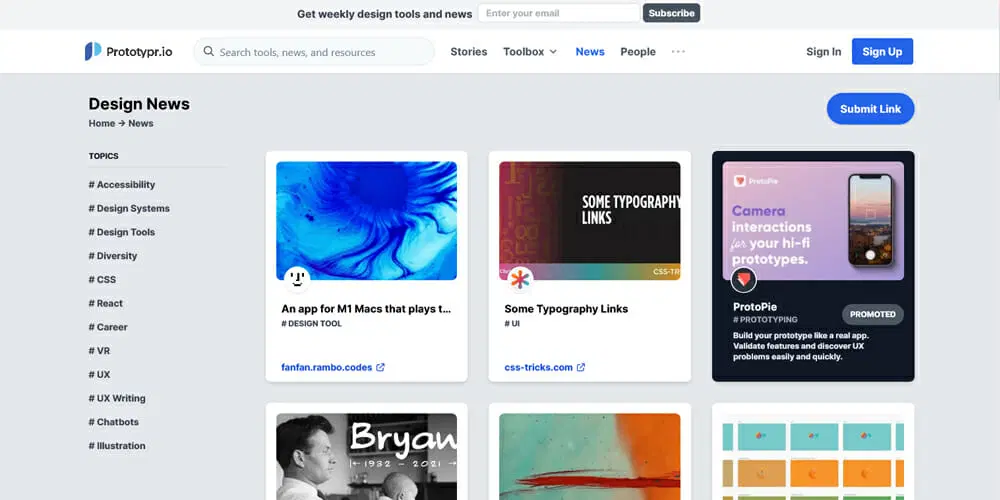 Get weekly design tools and news
Enter your email
Subscribe
Prototypr.io
Search tools, news, and resources
Stories
Toolbox
News
People
Sign In
Sign Up
Design News
Home → News
Submit Link
TOPICS
# Accessibility
# Design Systems
# Design Tools
# Diversity
# CSS
# React
# Career
# VR
# UX
# UX Writing
# Chatbots
# Illustration
An app for M1 Macs that plays t...
# DESIGN TOOL
fanfan.rambo.codes
SOME TYPOGRAPHY
LINKS
CSS-TR
Some Typography Links
# UI
css-tricks.com
ProtoPie
Camera
interactions
for your hi-fi
prototypes.
ProtoPie
# PROTOTYPING
PROMOTED
Build your prototype like a real app.
Validate features and discover UX
problems easily and quickly.
Bryan
1932 – 2021